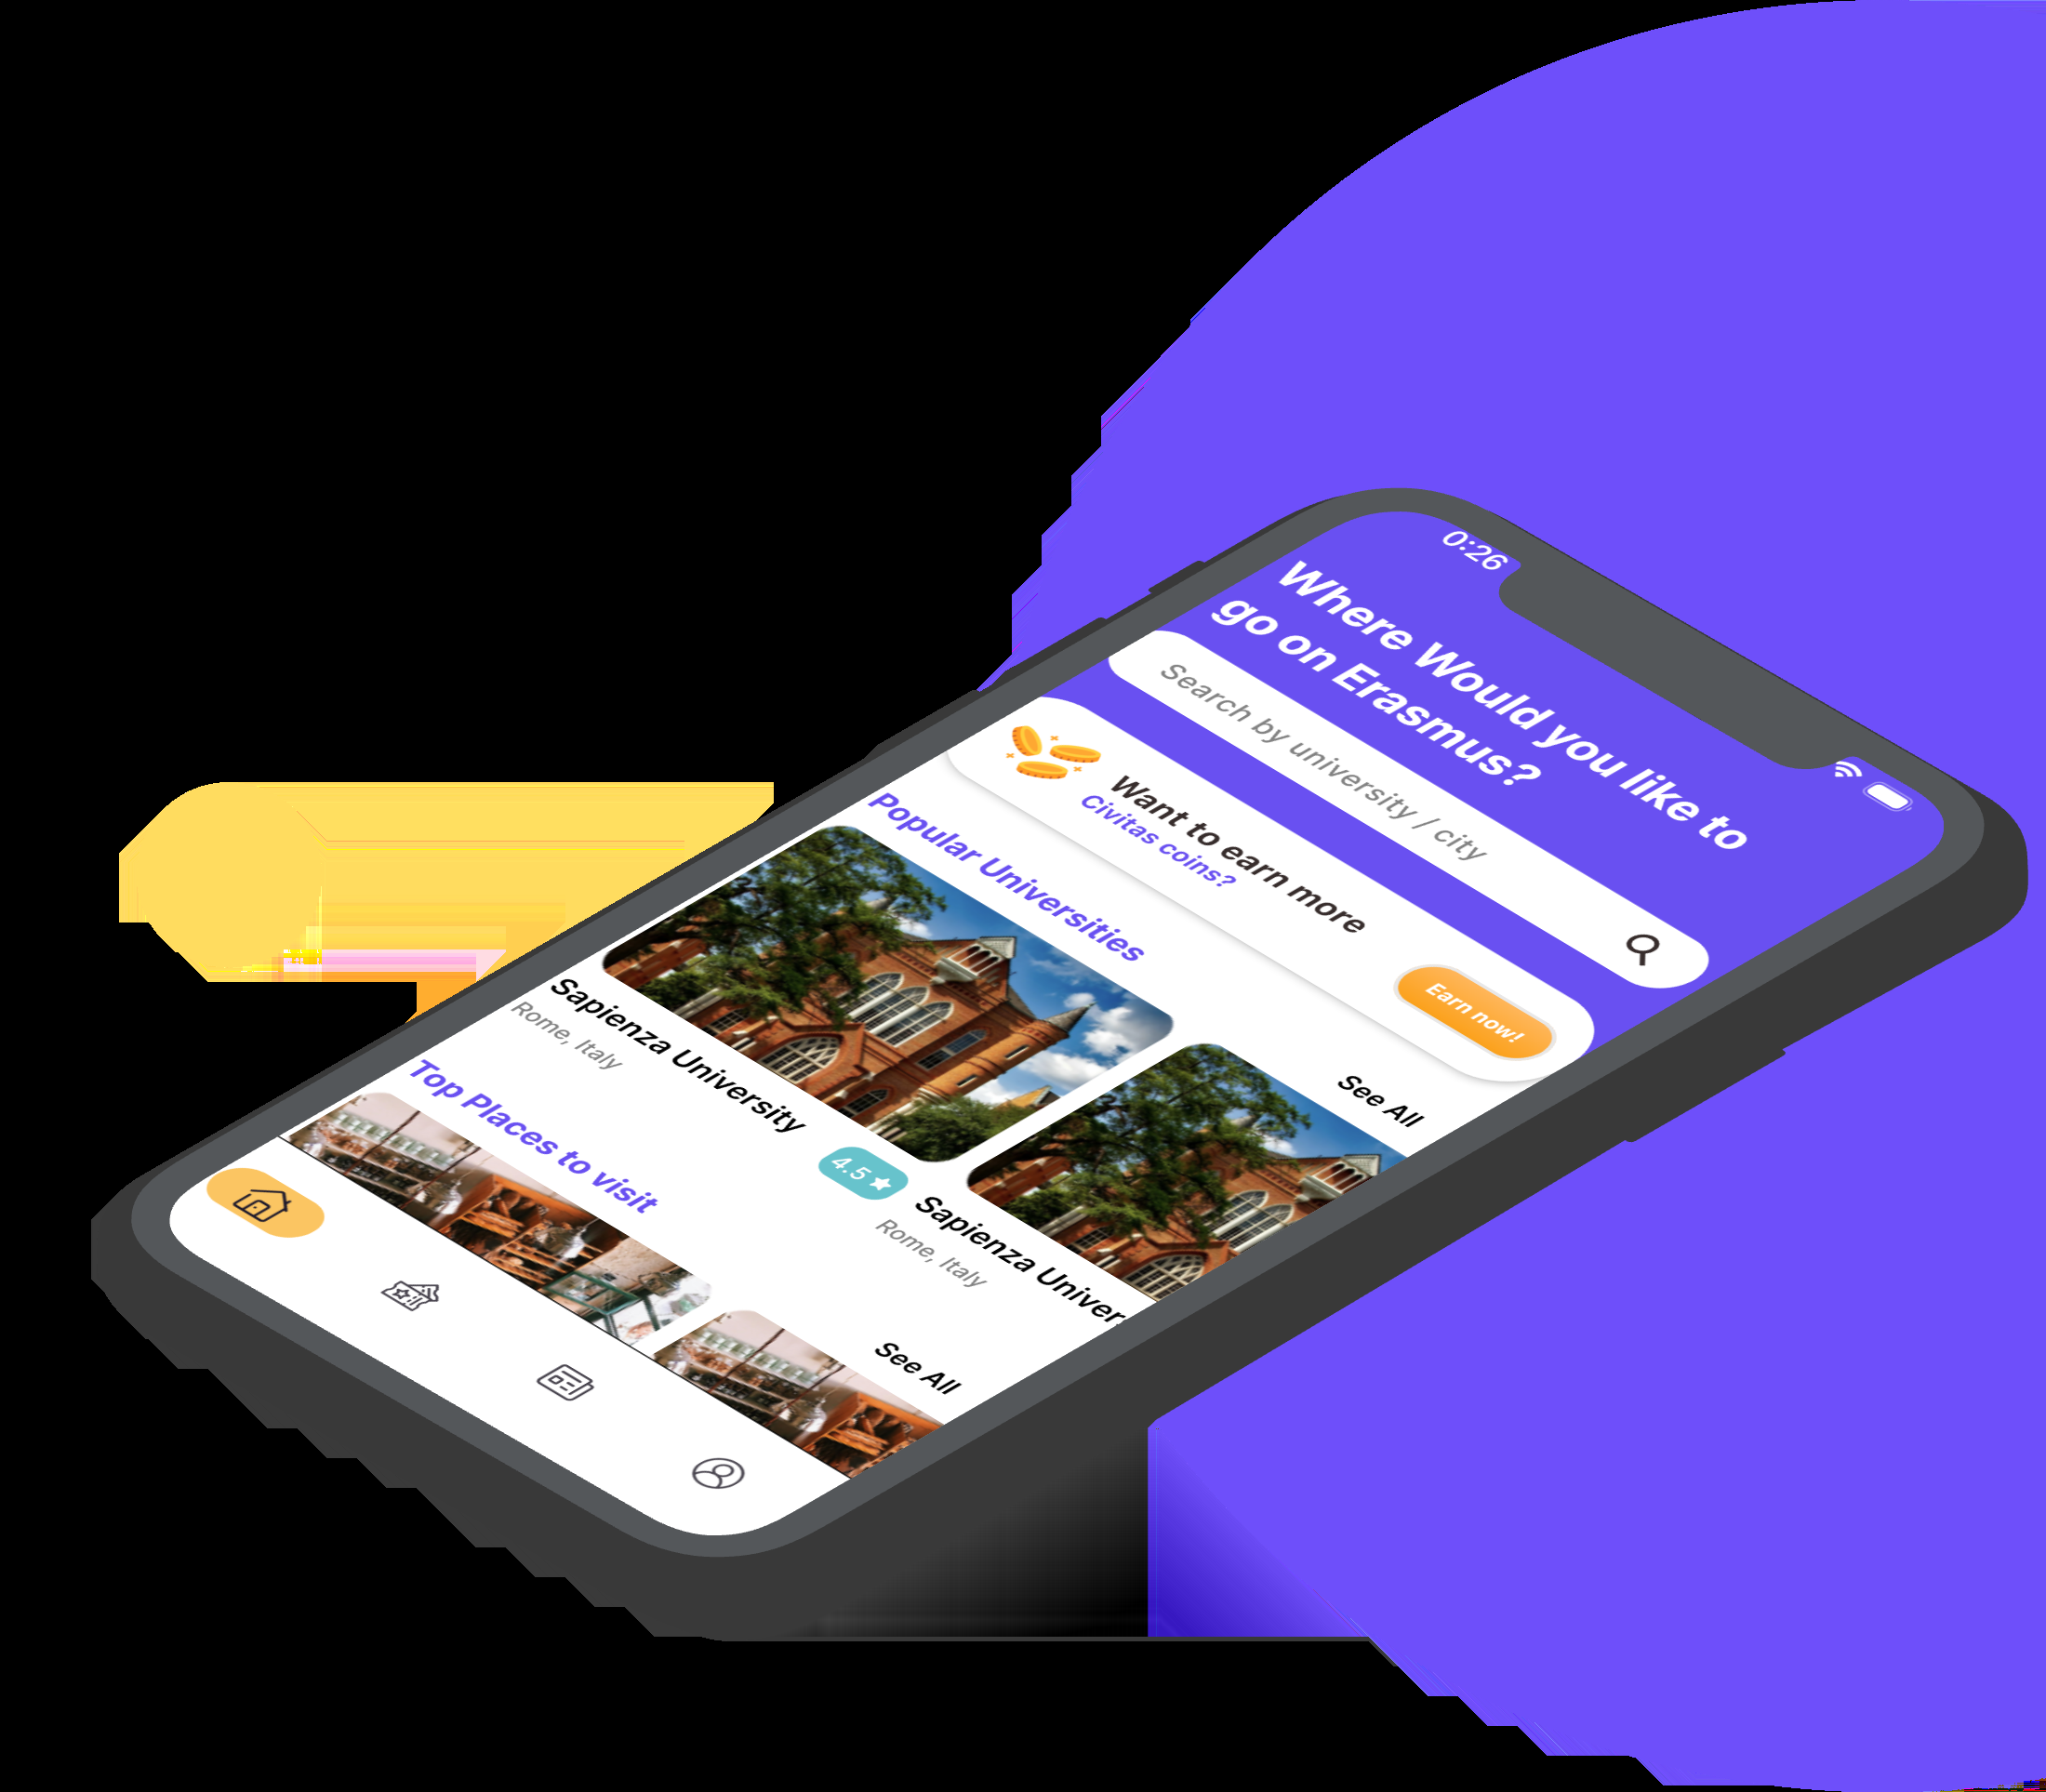 0:26
Where Would you like to
go on Erasmus?
Search by university / city
Want to earn more
Civitas coins?
Earn now!
Popular Universities
See All
Sapienza University
Rome, Italy
4.5
Sapienza Univer
Rome, Italy
Top Places to visit
See All